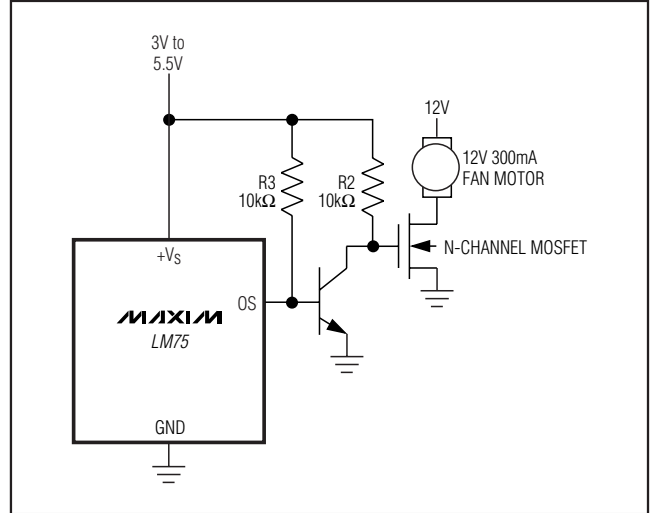 3V to
5.5V
12V
12V 300mA
FAN MOTOR
R3
10kΩ
R2
10kΩ
N-CHANNEL MOSFET
+VS
OS
MAXIM
LM75
GND